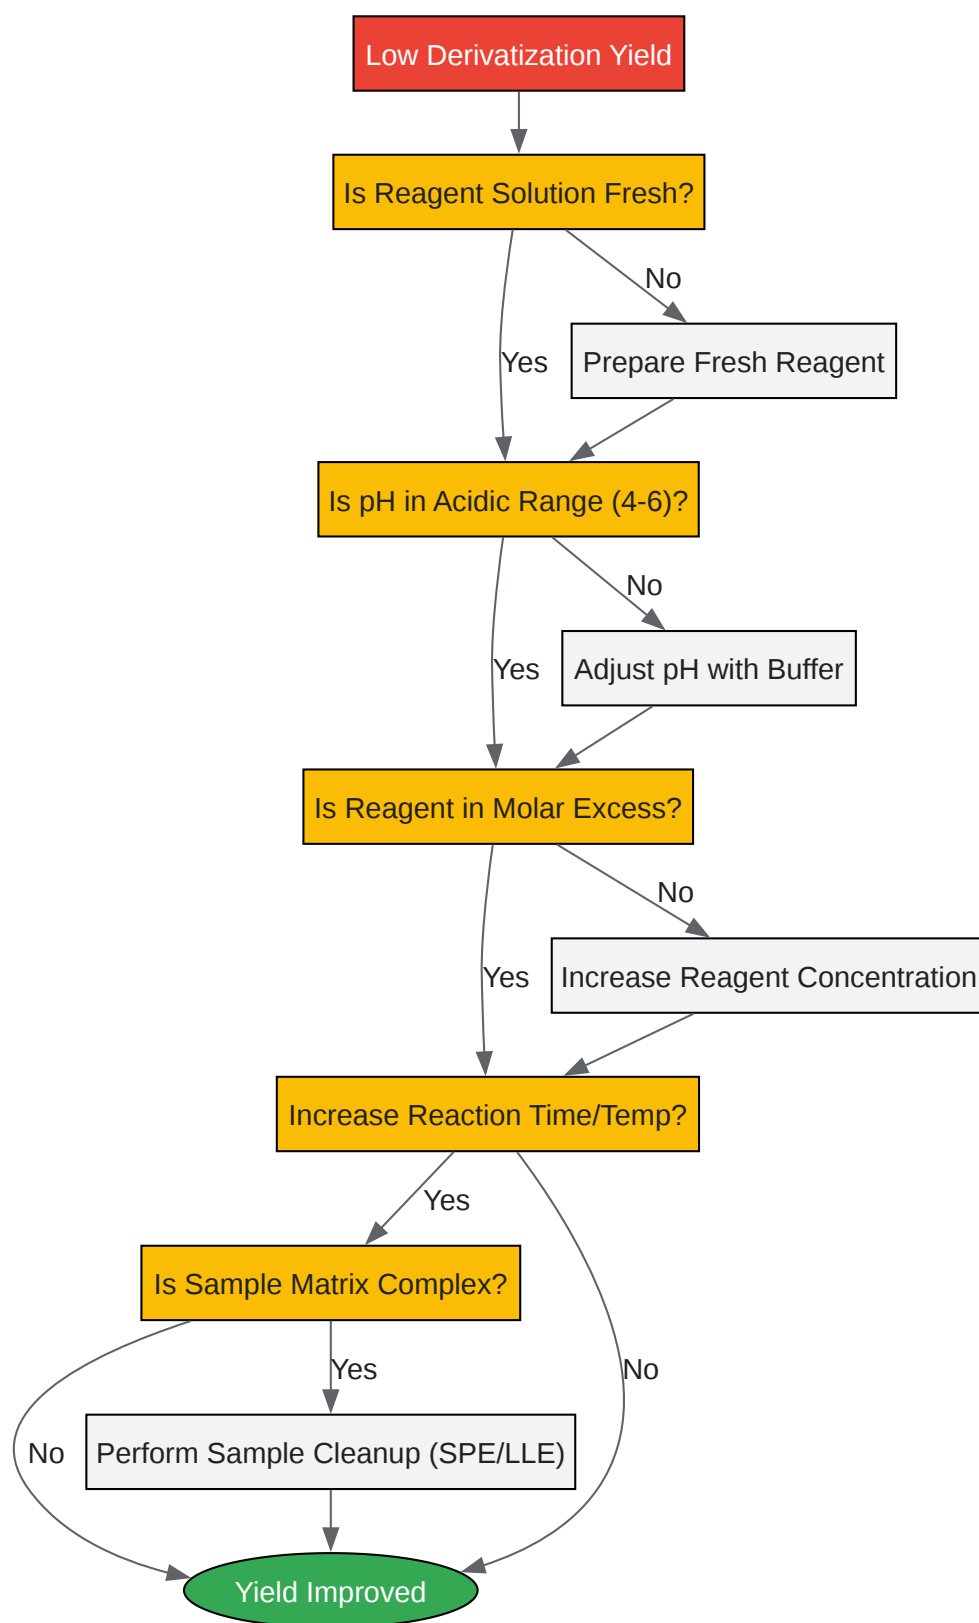 Low Derivatization Yield
Is Reagent Solution Fresh?
No
Yes
Prepare Fresh Reagent
Is pH in Acidic Range (4-6)?
No
Yes
Adjust pH with Buffer
Is Reagent in Molar Excess?
No
Yes
Increase Reagent Concentration
Increase Reaction Time/Temp?
Yes
Is Sample Matrix Complex?
Yes
No
No
Perform Sample Cleanup (SPE/LLE)
Yield Improved